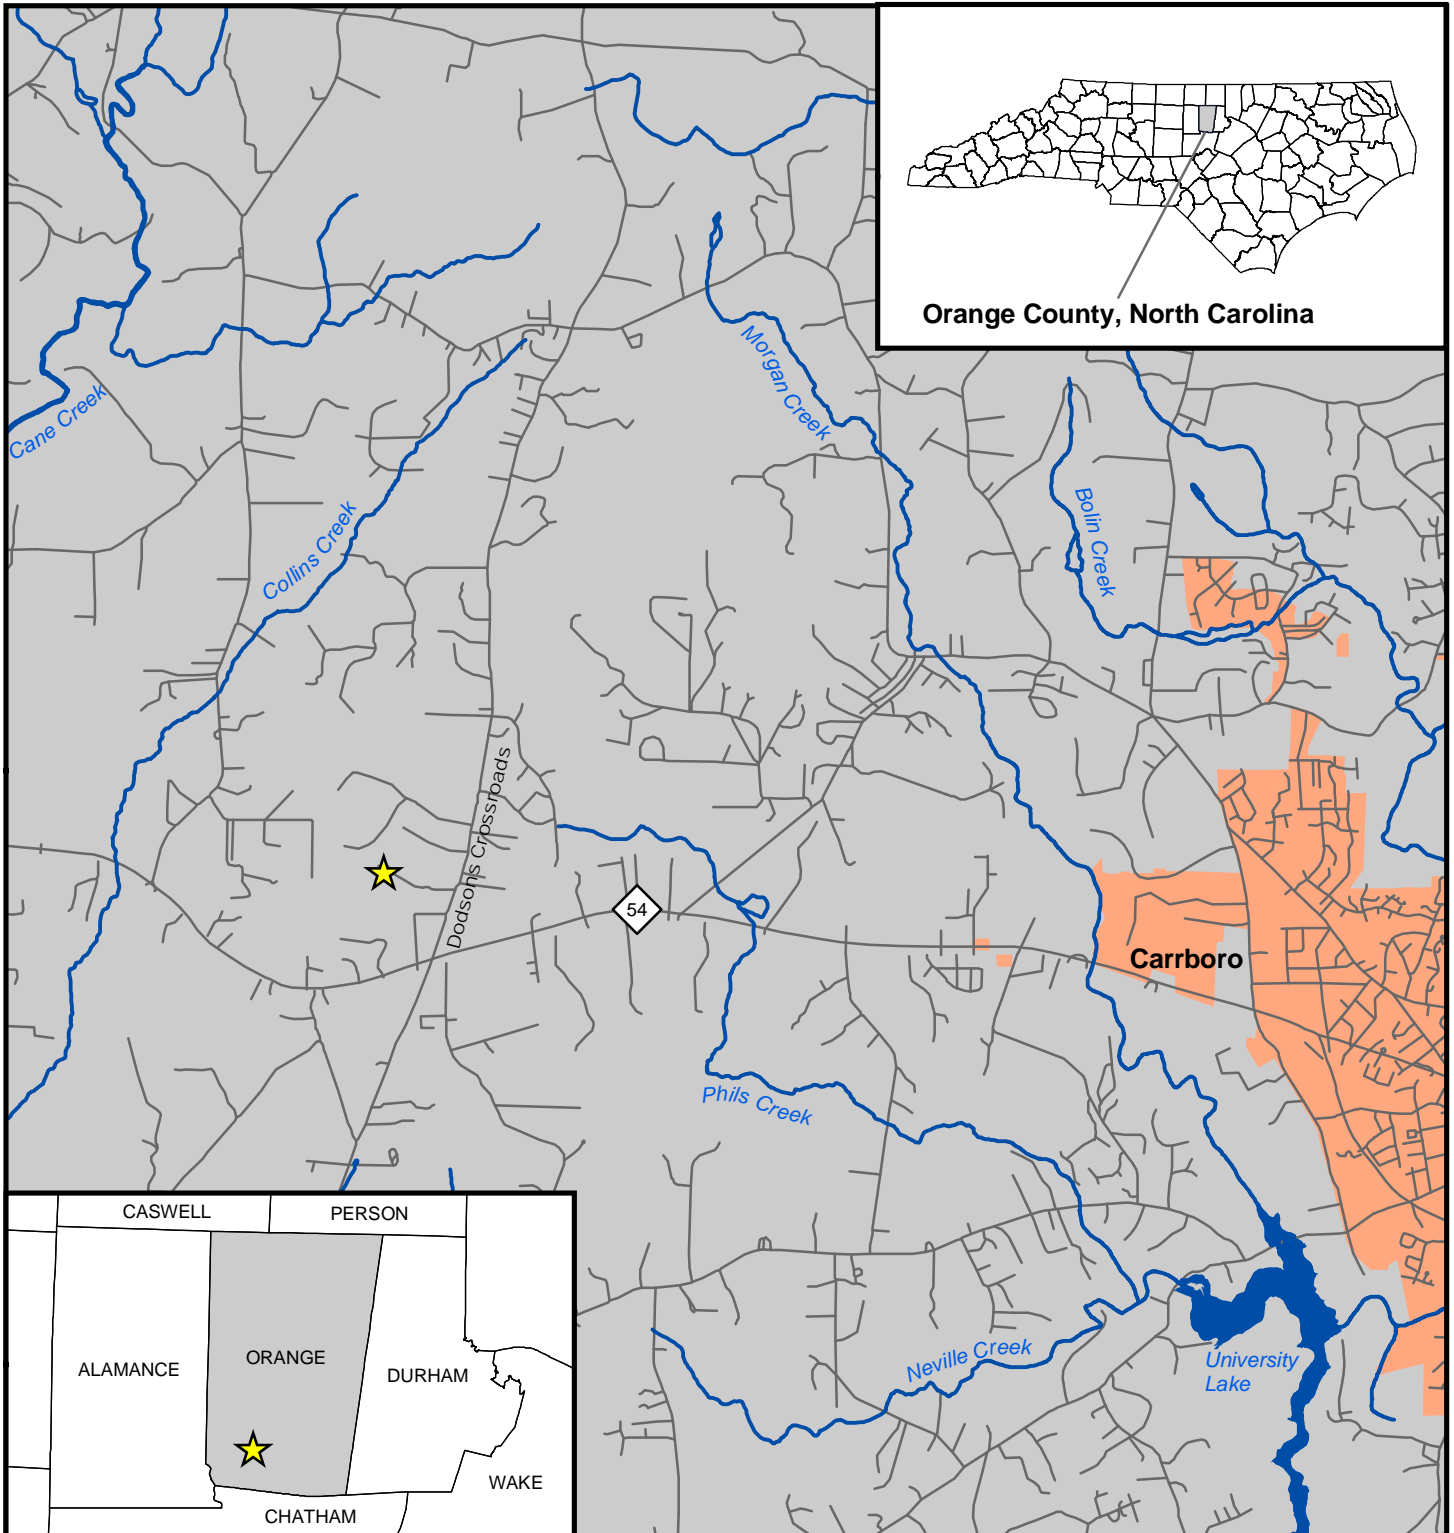 Orange County, North Carolina
Morgan Creek
Cane Creek
Collins Creek
Bolin Creek
Dodsons Crossroads
54
Carrboro
Phils Creek
Neville Creek
University
Lake
CASWELL
PERSON
ALAMANCE
ORANGE
DURHAM
WAKE
CHATHAM